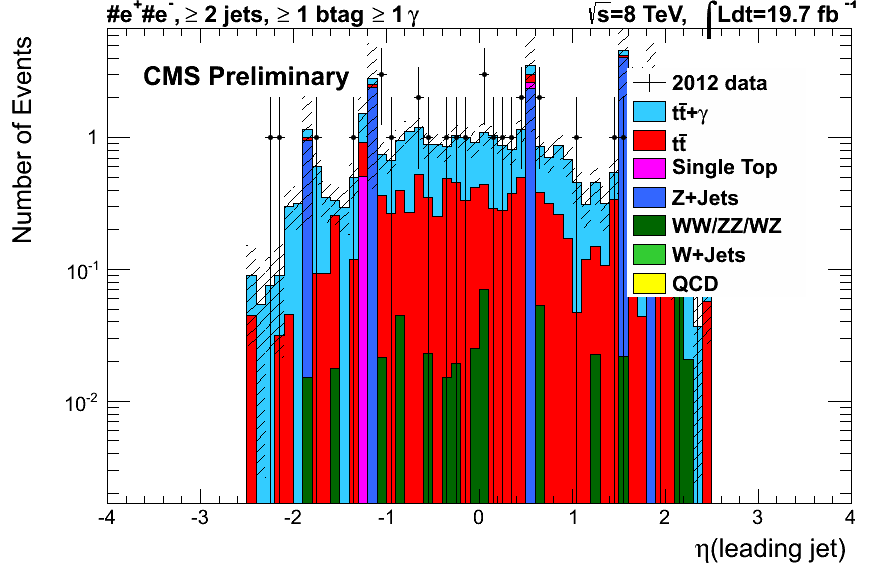 #e⁺#e⁻, ≥ 2 jets, ≥ 1 btag ≥ 1 γ
√s=8 TeV, ∫Ldt=19.7 fb⁻¹
CMS Preliminary
2012 data
tt̄+γ
tt̄
Single Top
Z+Jets
WW/ZZ/WZ
W+Jets
QCD
Number of Events
1
10⁻¹
10⁻²
-4 -3 -2 -1 0 1 2 3 4
η(leading jet)